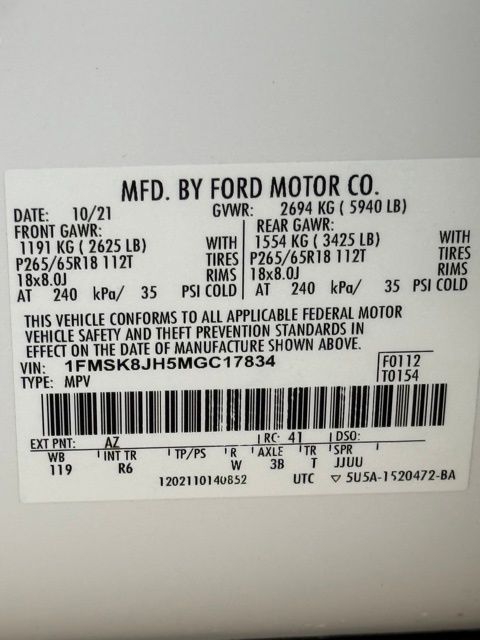 MFD. BY FORD MOTOR CO.
DATE: 10/21 GVWR: 2694 KG ( 5940 LB)
FRONT GAWR: REAR GAWR:
1191 KG ( 2625 LB) WITH 1554 KG ( 3425 LB) WITH
P265/65R18 112T TIRES P265/65R18 112T TIRES
18x8.0J RIMS 18x8.0J RIMS
AT 240 kPa/ 35 PSI COLD AT 240 kPa/ 35 PSI COLD
THIS VEHICLE CONFORMS TO ALL APPLICABLE FEDERAL MOTOR
VEHICLE SAFETY AND THEFT PREVENTION STANDARDS IN
EFFECT ON THE DATE OF MANUFACTURE SHOWN ABOVE.
VIN: 1FMSK8JH5MGC17834 F0112
TYPE: MPV T0154
EXT PNT: AZ RC: 41 DSO:
WB INT TR TP/PS R AXLE TR SPR
119 R6 W 3B T JJUU
1202110140852 UTC ▽ 5U5A-1520472-BA